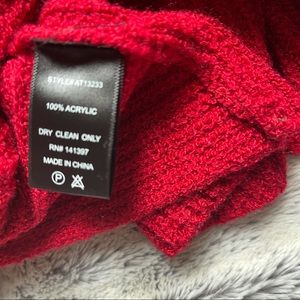 STYLE#AT13233
100% ACRYLIC
DRY CLEAN ONLY
RN# 141397
MADE IN CHINA
P